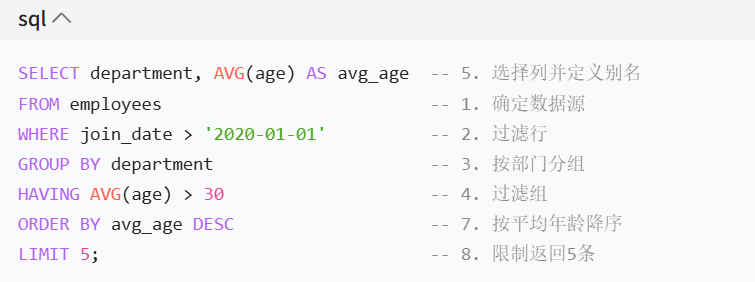 sql
SELECT department, AVG(age) AS avg_age -- 5. 选择列并定义别名
FROM employees -- 1. 确定数据源
WHERE join_date > '2020-01-01' -- 2. 过滤行
GROUP BY department -- 3. 按部门分组
HAVING AVG(age) > 30 -- 4. 过滤组
ORDER BY avg_age DESC -- 7. 按平均年龄降序
LIMIT 5; -- 8. 限制返回5条